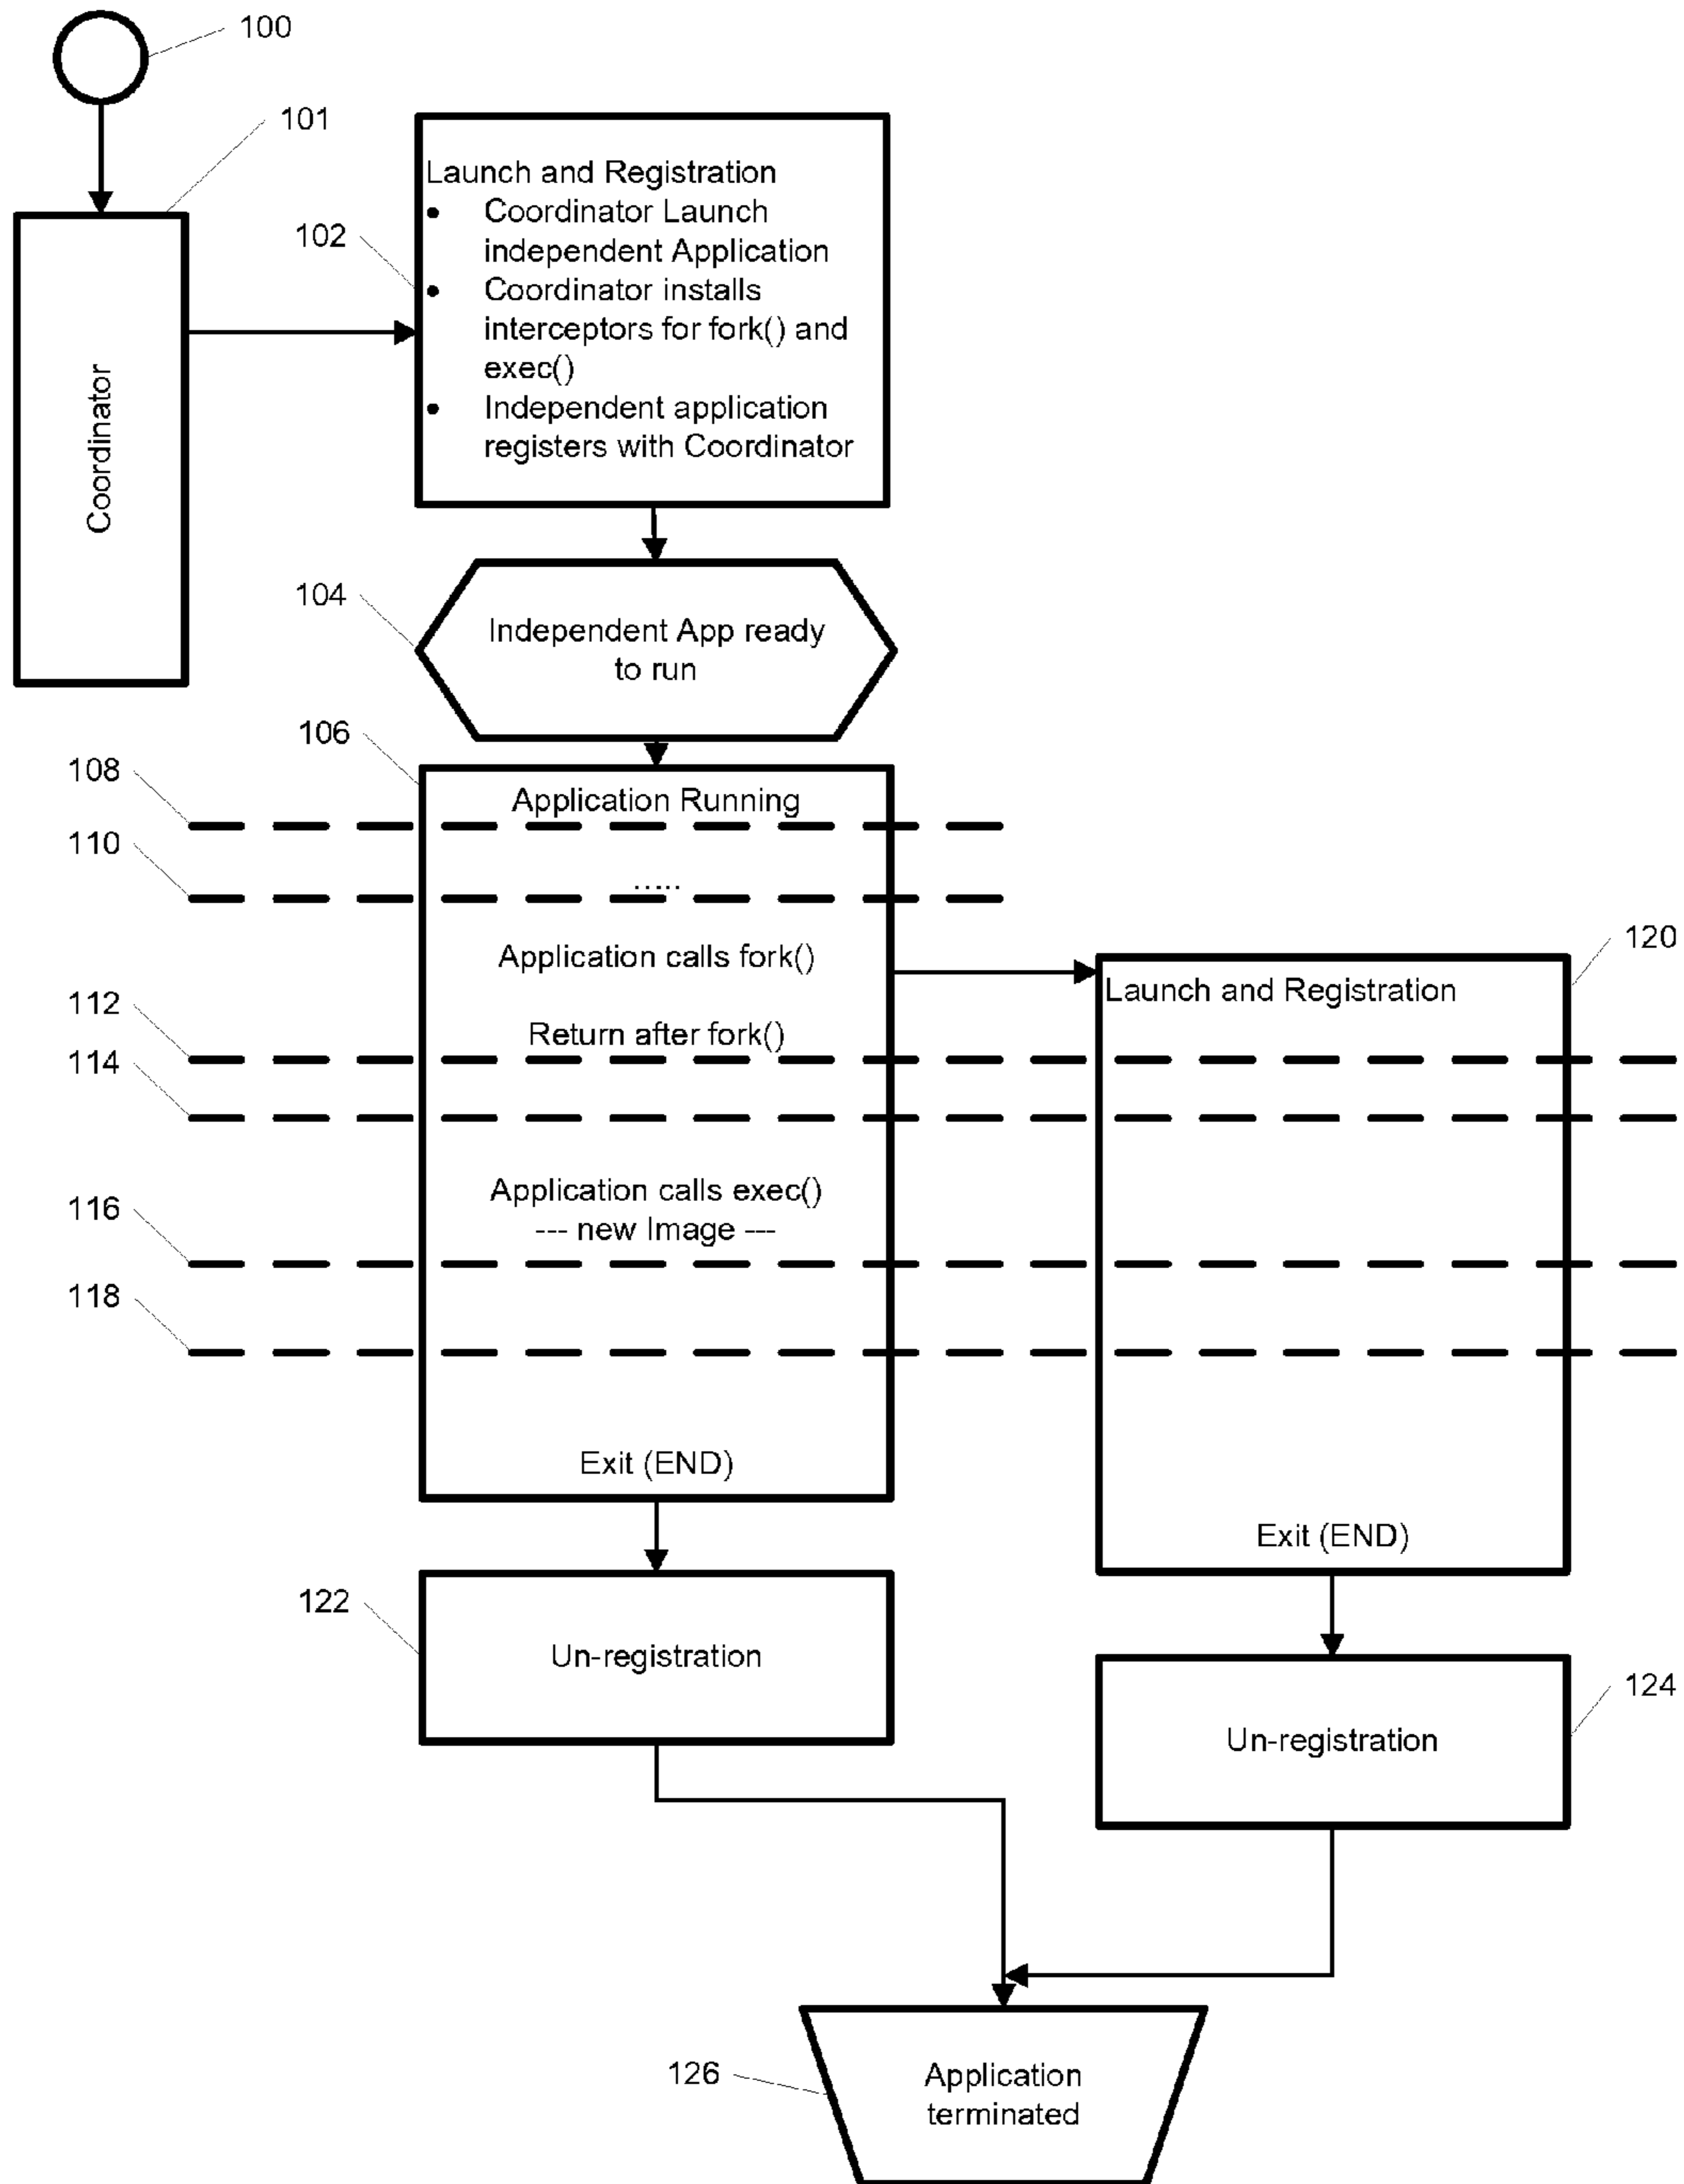 100
101
Coordinator
102
Launch and Registration
• Coordinator Launch
independent Application
• Coordinator installs
interceptors for fork() and
exec()
• Independent application
registers with Coordinator
104
Independent App ready
to run
106
108
Application Running
110
.....
Application calls fork()
120
Launch and Registration
112
Return after fork()
114
Application calls exec()
116
--- new Image ---
118
Exit (END)
Exit (END)
122
Un-registration
124
Un-registration
126
Application
terminated